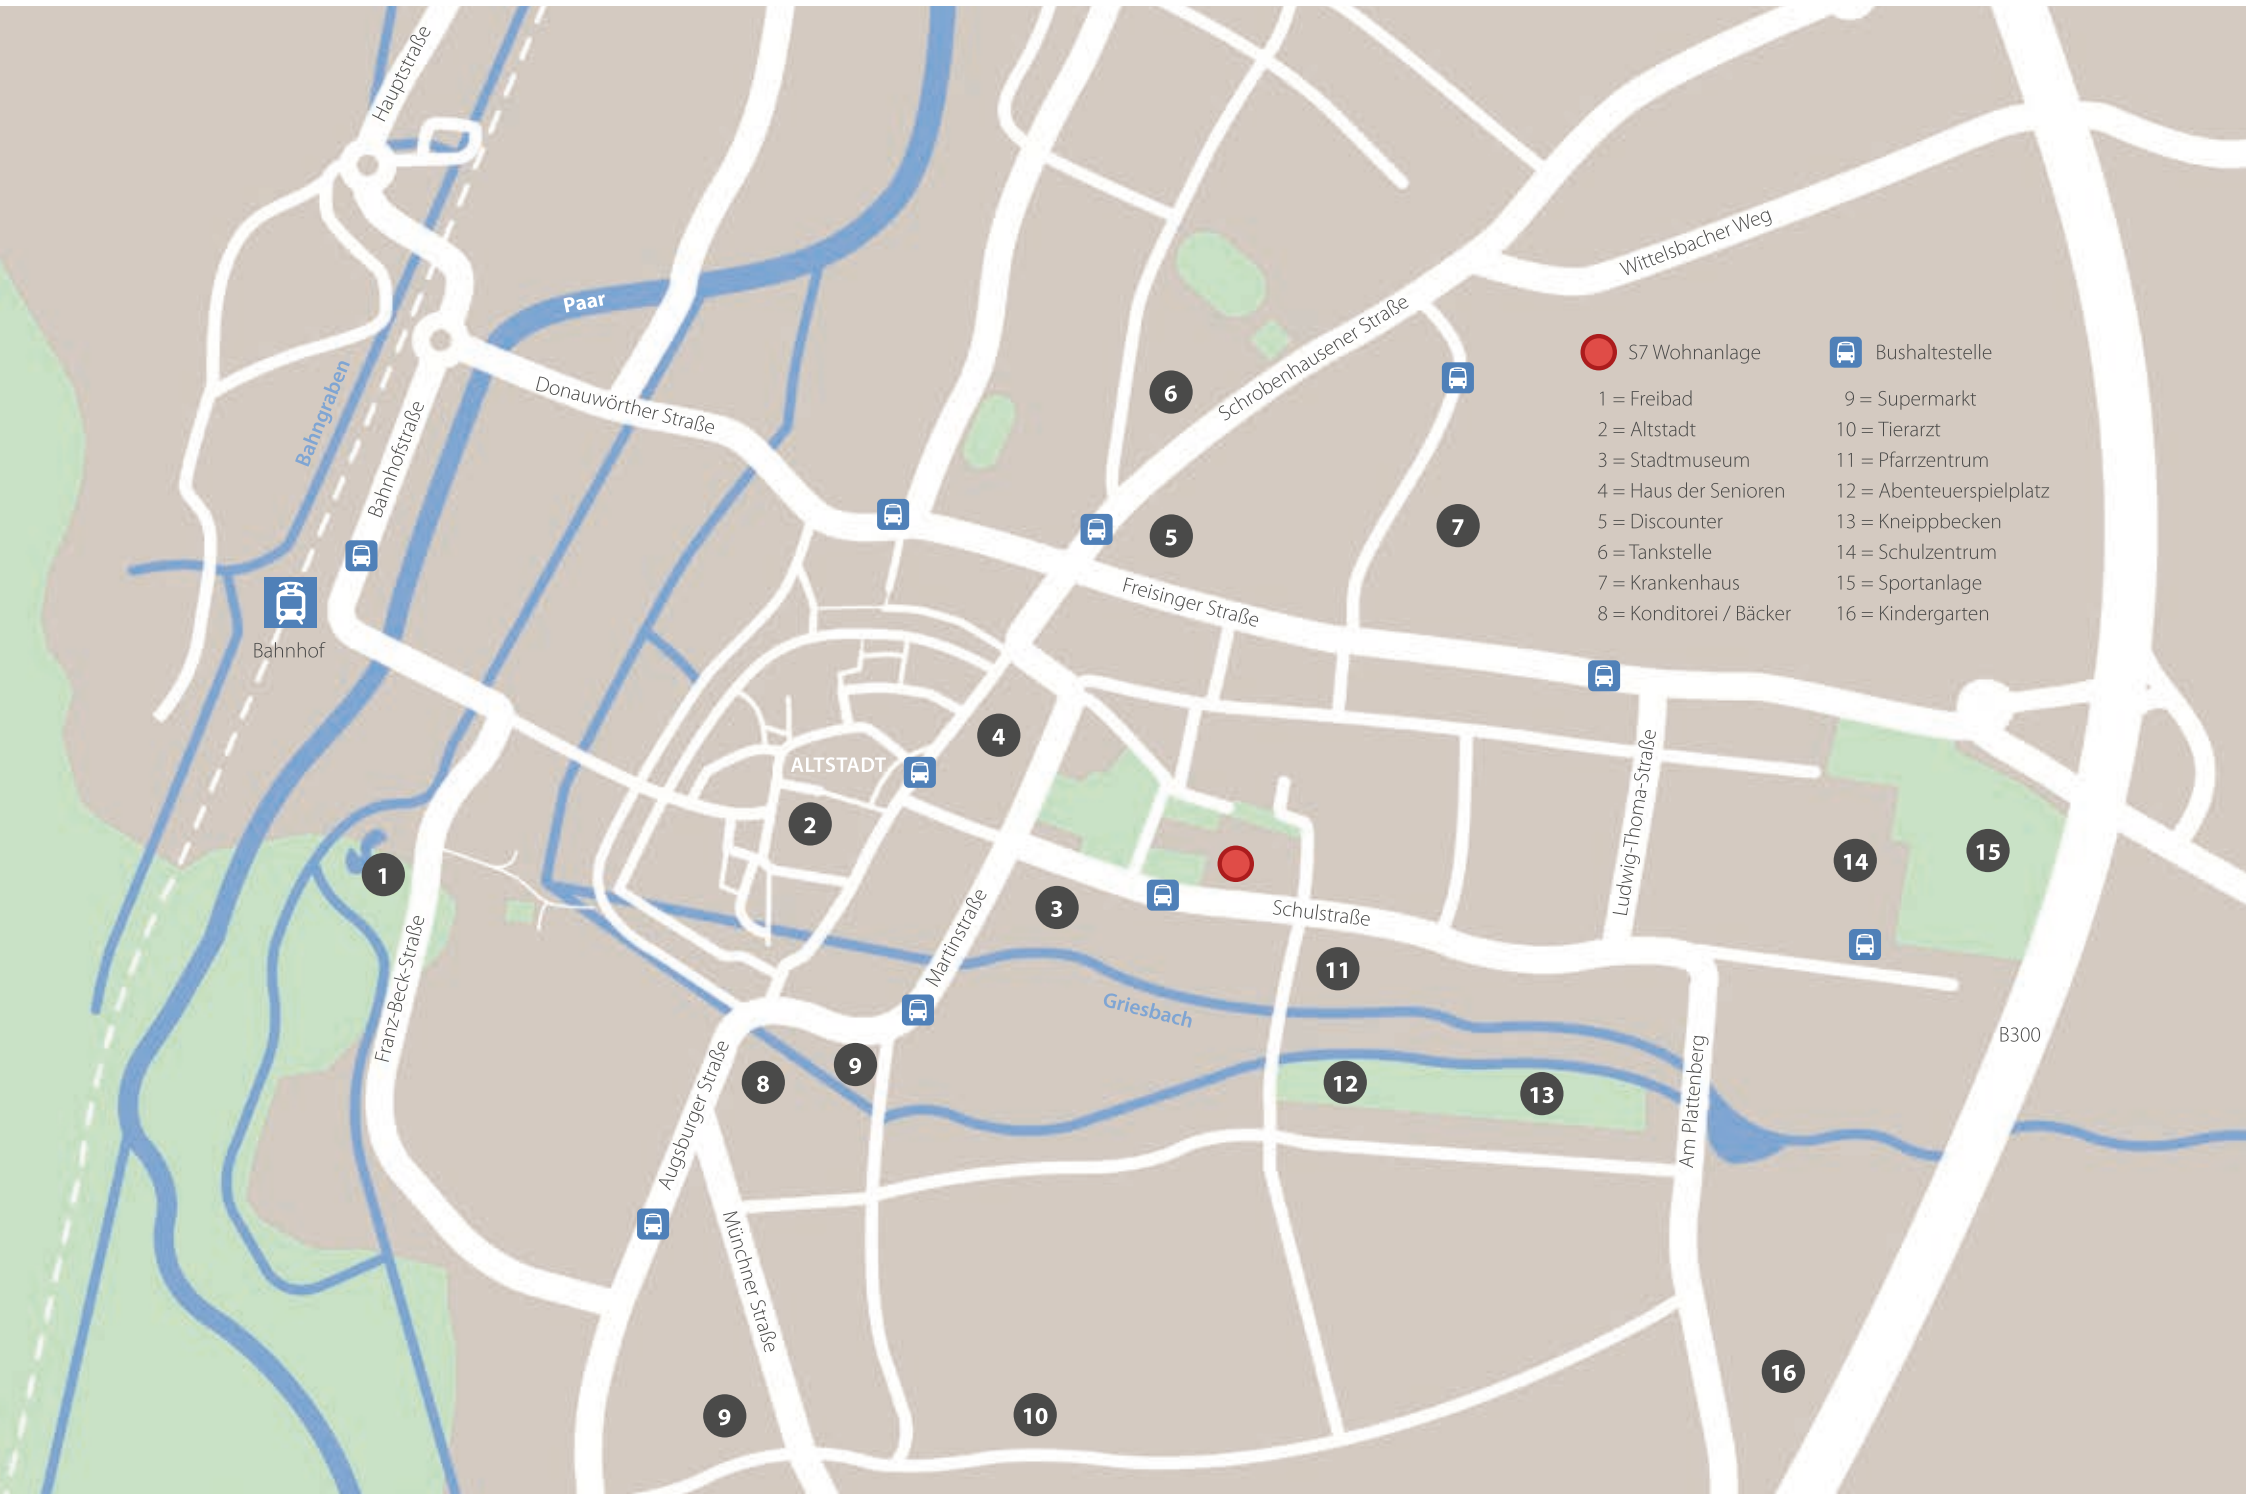 Hauptstraße
Paar
Bahngraben
Bahnhofstraße
Donauwörther Straße
Schrobenhausener Straße
Wittelsbacher Weg
S7 Wohnanlage
1 = Freibad
2 = Altstadt
3 = Stadtmuseum
4 = Haus der Senioren
5 = Discounter
6 = Tankstelle
7 = Krankenhaus
8 = Konditorei / Bäcker
Bushaltestelle
9 = Supermarkt
10 = Tierarzt
11 = Pfarrzentrum
12 = Abenteuerspielplatz
13 = Kneippbecken
14 = Schulzentrum
15 = Sportanlage
16 = Kindergarten
6
5
7
Bahnhof
Freisinger Straße
4
ALTSTADT
2
1
3
Ludwig-Thoma-Straße
14
15
Schulstraße
11
Martinstraße
Franz-Beck-Straße
Griesbach
B300
8
9
12
13
Am Plattenberg
Augsburger Straße
Münchner Straße
9
10
16